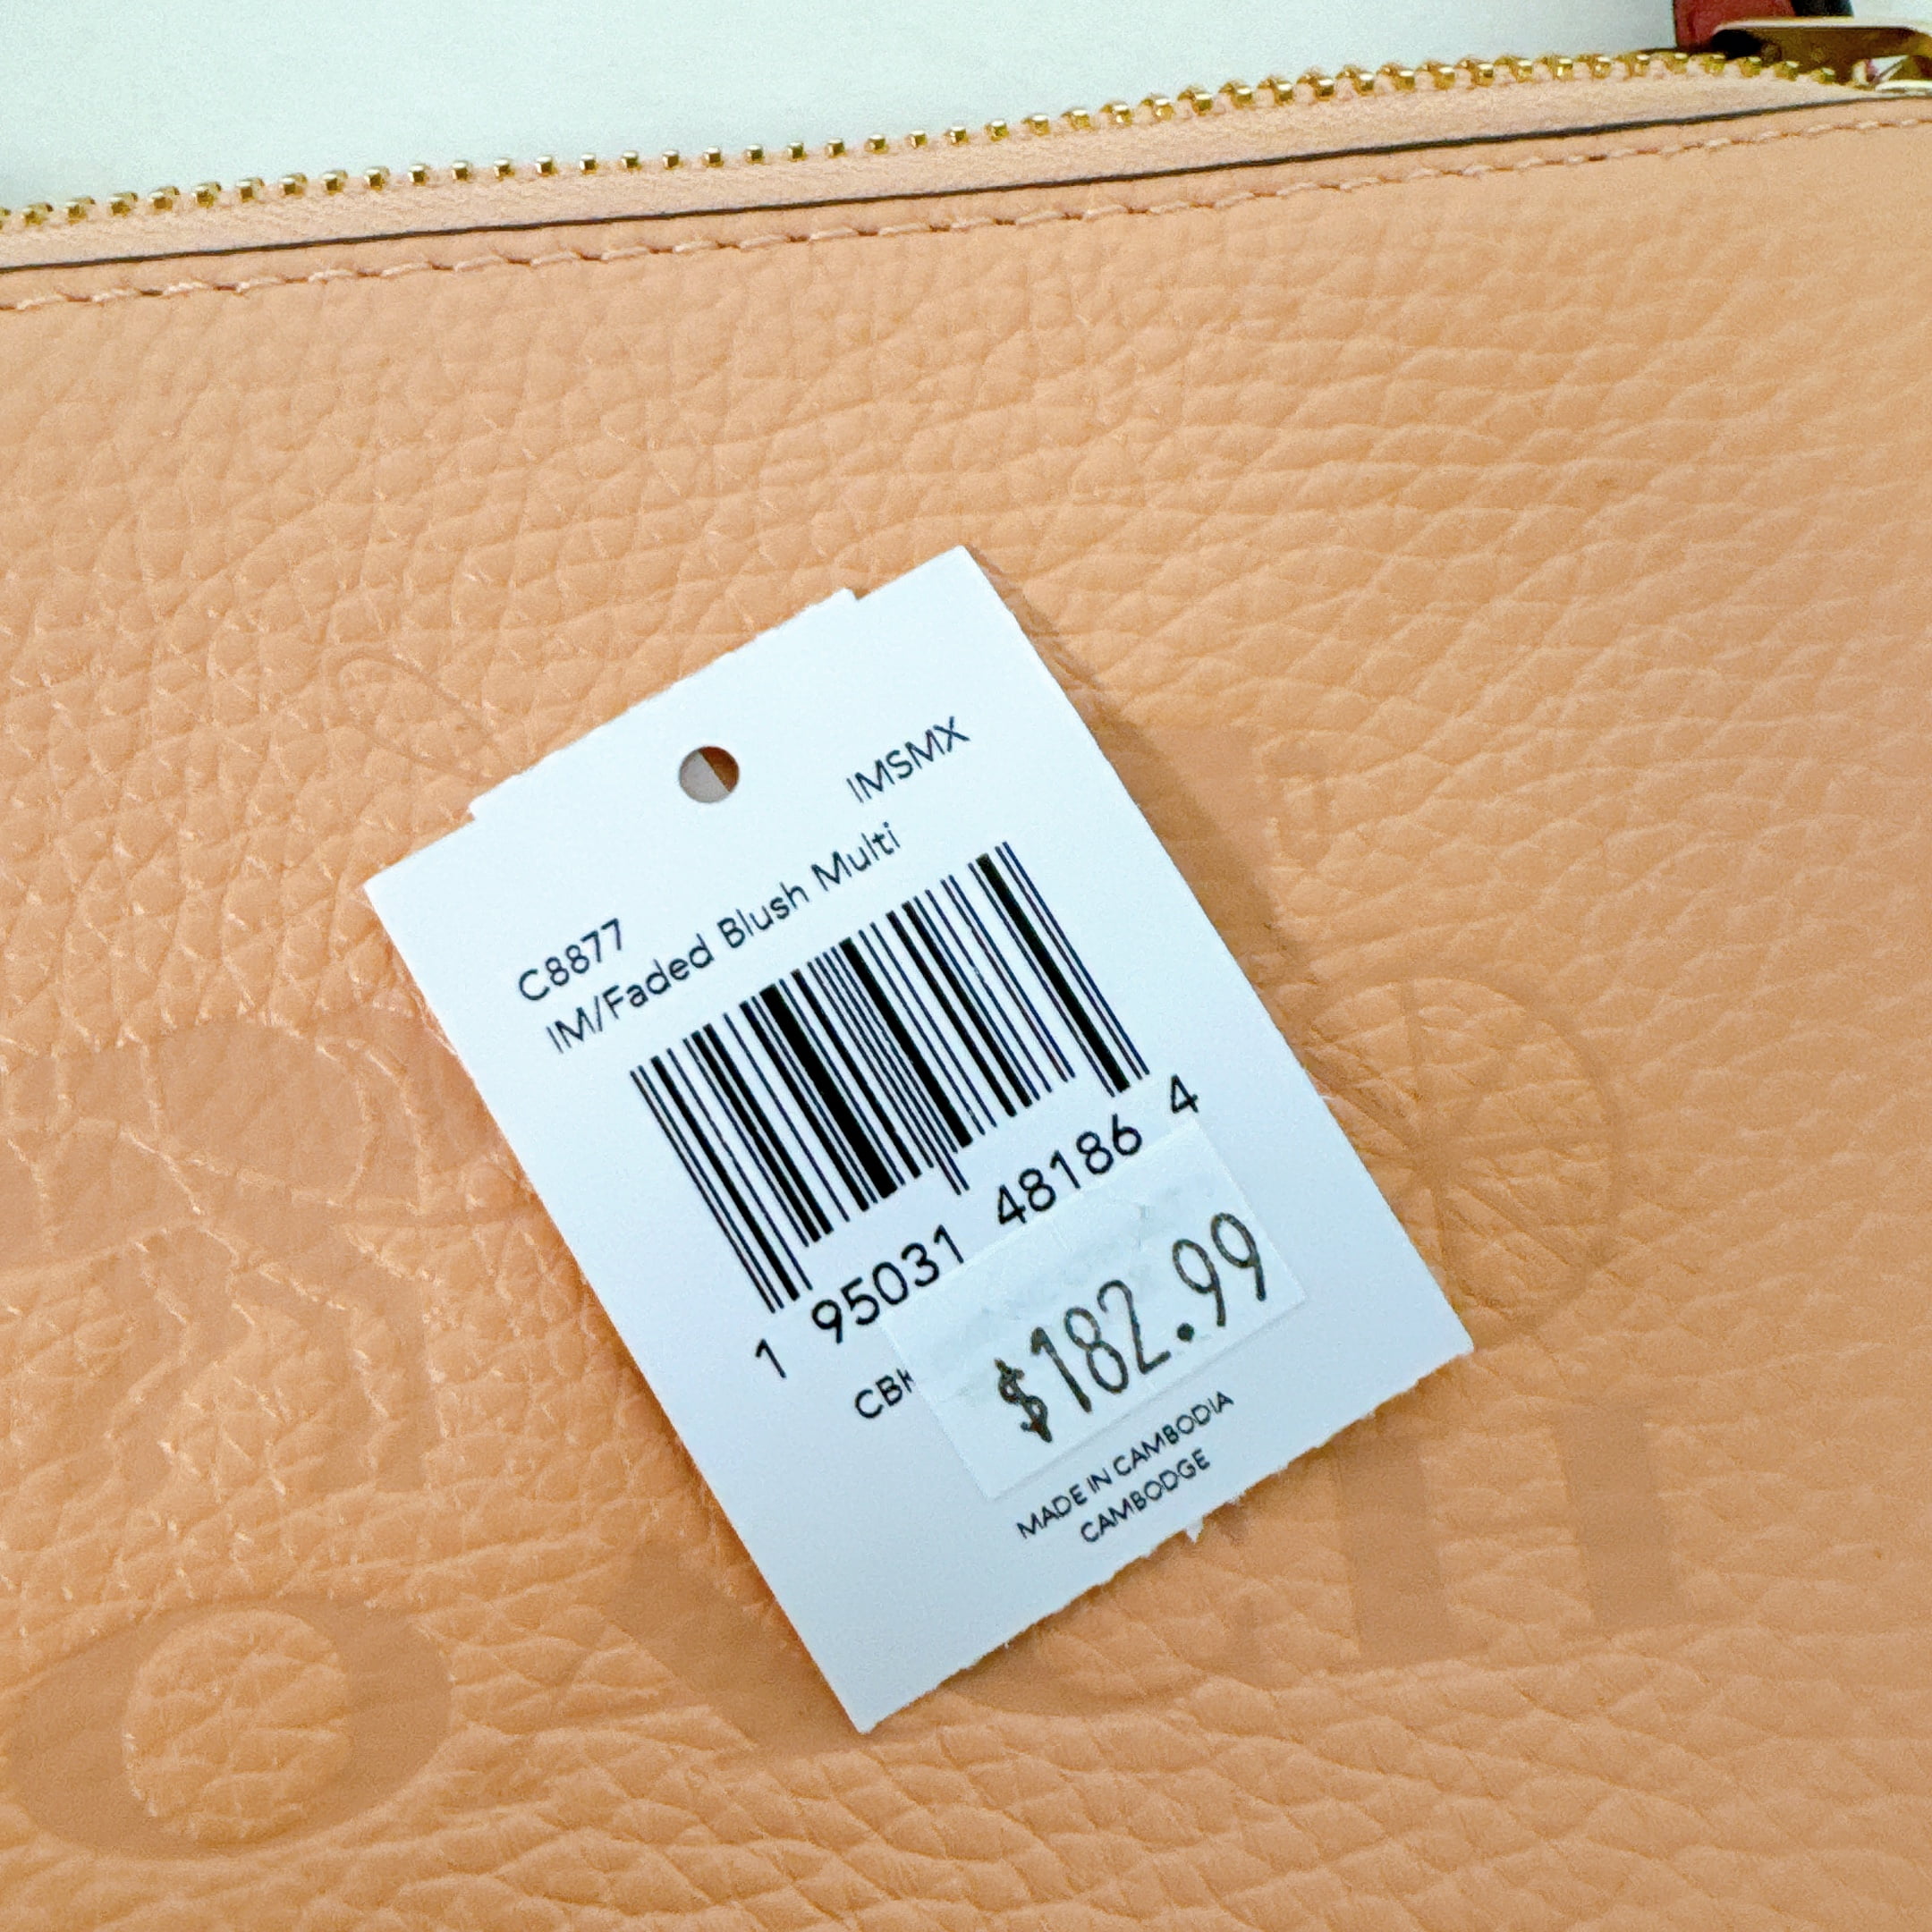 C8877 IMSMX
IM/Faded Blush Multi
1 95031 48186 4
$182.99
MADE IN CAMBODIA
CAMBODGE